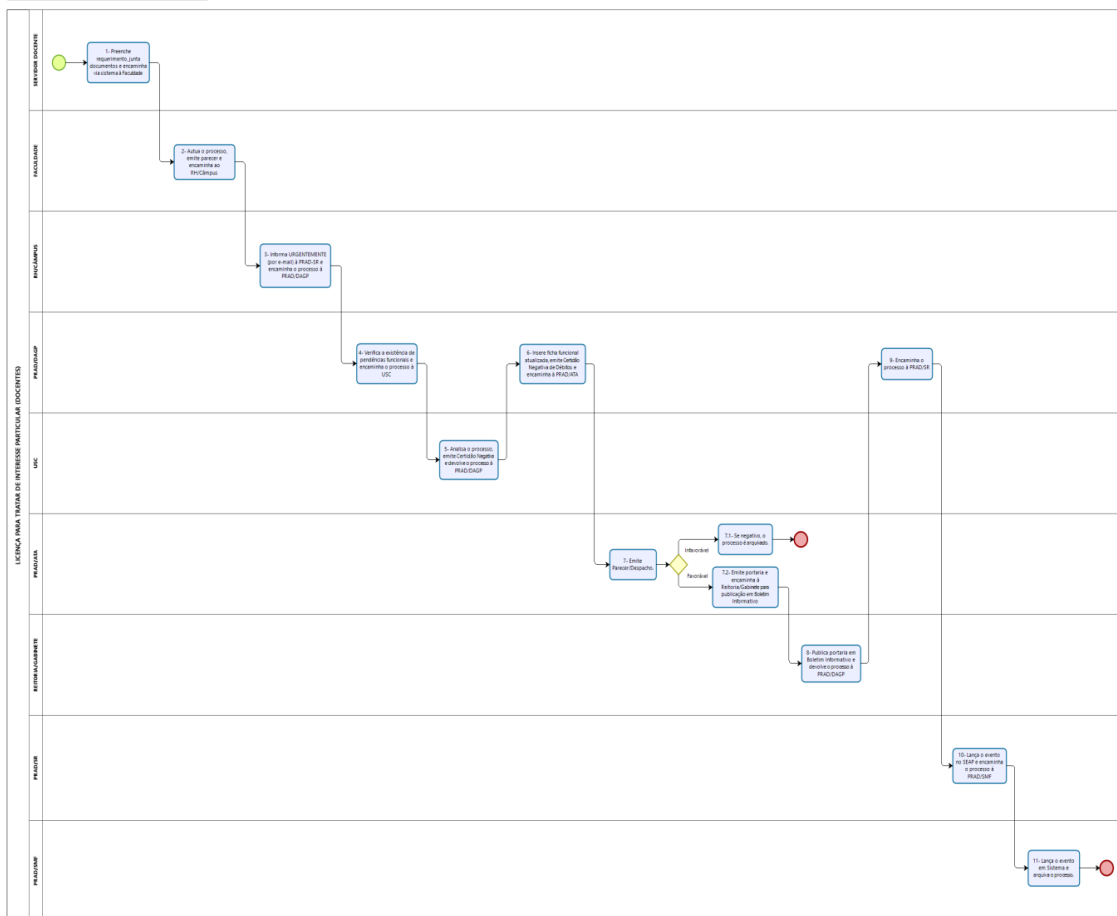 LICENÇA PARA TRATAR DE INTERESSE PARTICULAR (DOCENTES)
SERVIDOR DOCENTE
1- Preenche
requerimento, junta
documentos e encaminha
via sistema à Faculdade
FACULDADE
2- Autua o processo,
emite parecer e
encaminha ao
RH/Câmpus
RH/CÂMPUS
3- Informa URGENTEMENTE
(por e-mail) à PRAD-SR e
encaminha o processo à
PRAD/DAGP
PRAD/DAGP
4- Verifica a existência de
pendências funcionais e
encaminha o processo à
USC
6- Insere ficha funcional
atualizada, emite Certidão
Negativa de Débitos e
encaminha à PRAD/ATA
9- Encaminha o
processo à PRAD/SR
USC
5- Analisa o processo,
emite Certidão Negativa
e devolve o processo à
PRAD/DAGP
PRAD/ATA
7- Emite
Parecer/Despacho.
Infavorável
Favorável
7.1- Se negativo, o
processo é arquivado.
7.2- Emite portaria e
encaminha à
Reitoria/Gabinete para
publicação em Boletim
Informativo
REITORIA/GABINETE
8- Publica portaria em
Boletim Informativo e
devolve o processo à
PRAD/DAGP
PRAD/SR
10- Lança o evento
no SEAP e encaminha
o processo à
PRAD/SMF
PRAD/SMF
11- Lança o evento
em Sistema e
arquiva o processo.